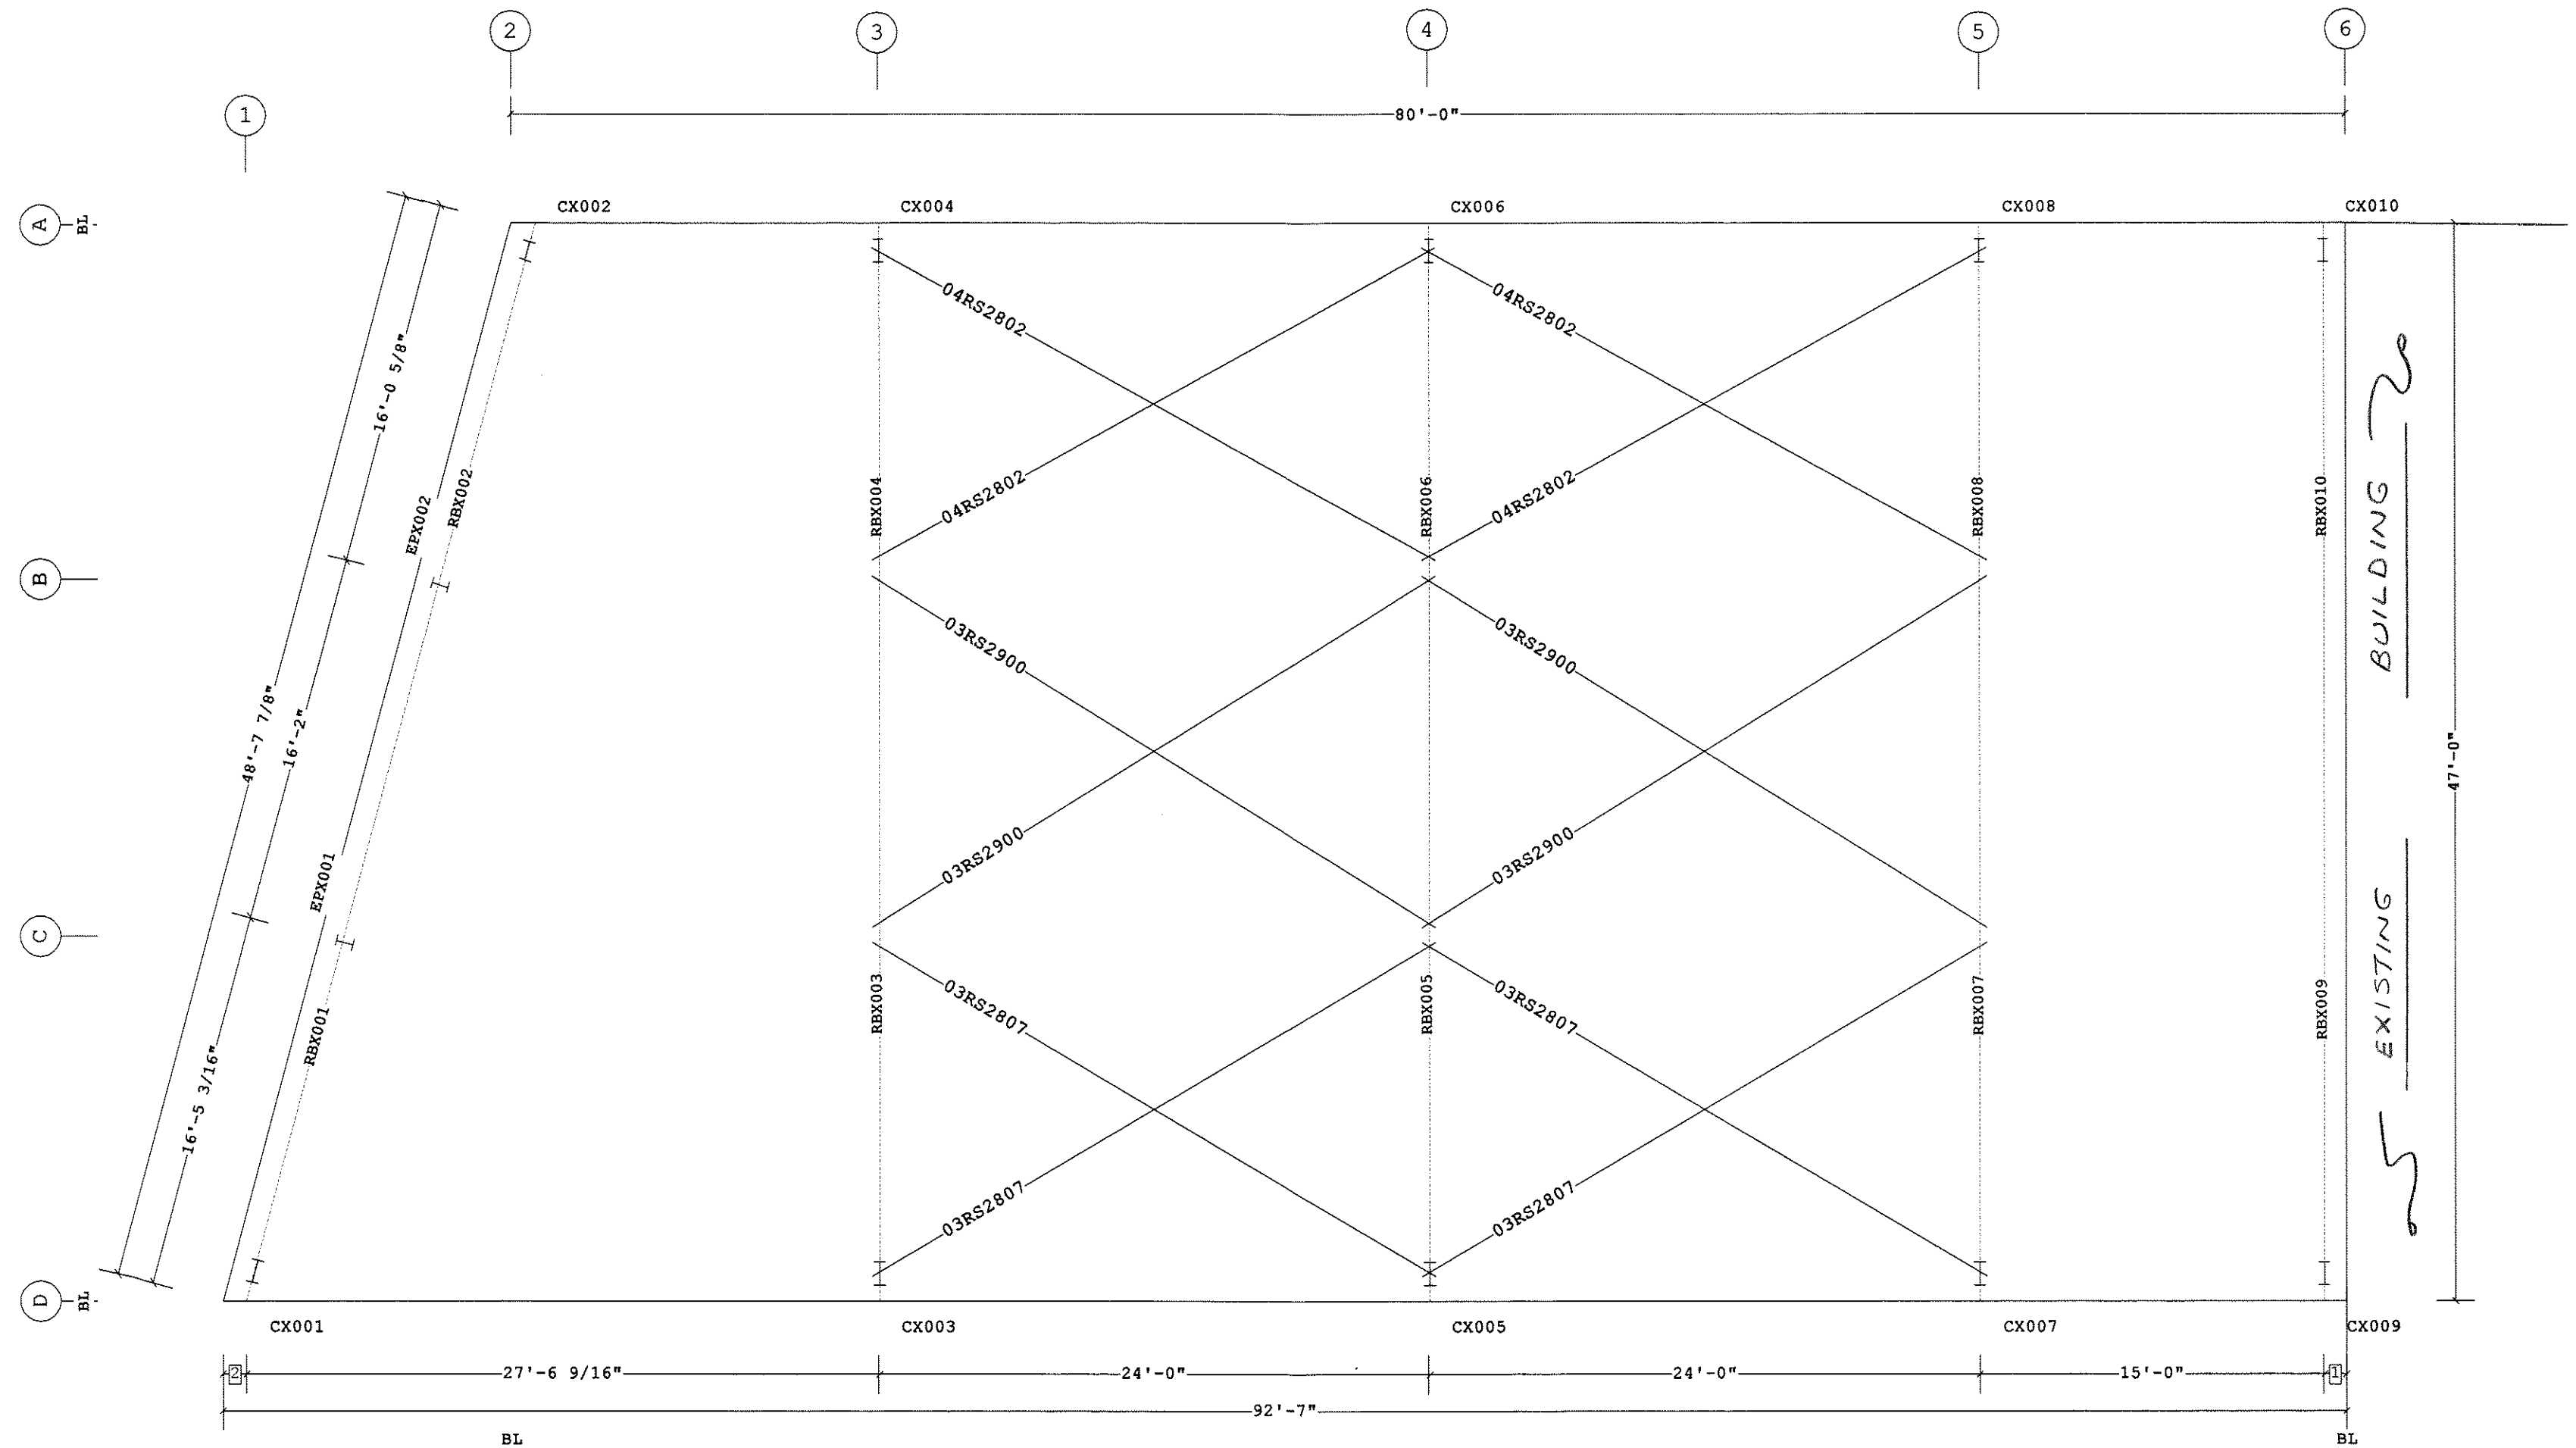 2
3
4
5
6
1
80'-0"
A
BL
CX002
CX004
CX006
CX008
CX010
04RS2802
04RS2802
16'-0 5/8"
RBX002
EPX002
RBX004
04RS2802
RBX006
04RS2802
RBX008
RBX010
BUILDING
B
03RS2900
03RS2900
48'-7 7/8"
16'-2"
47'-0"
EPX001
03RS2900
03RS2900
EXISTING
C
RBX001
RBX003
03RS2807
RBX005
03RS2807
RBX007
RBX009
16'-5 3/16"
03RS2807
03RS2807
D
BL
CX001
CX003
CX005
CX007
CX009
2
27'-6 9/16"
24'-0"
24'-0"
15'-0"
1
92'-7"
BL
BL